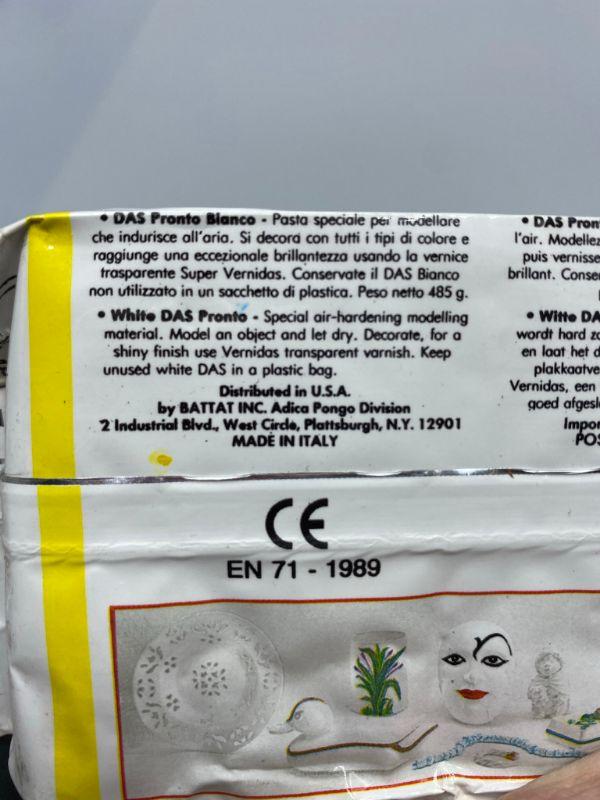 • DAS Pronto Bianco - Pasta speciale per modellare
che indurisce all'aria. Si decora con tutti i tipi di colore e
raggiunge una eccezionale brillantezza usando la vernice
trasparente Super Vernidas. Conservate il DAS Bianco
non utilizzato in un sacchetto di plastica. Peso netto 485 g.
• White DAS Pronto - Special air-hardening modelling
material. Model an object and let dry. Decorate, for a
shiny finish use Vernidas transparent varnish. Keep
unused white DAS in a plastic bag.
Distributed in U.S.A.
by BATTAT INC. Adica Pongo Division
2 Industrial Blvd., West Circle, Plattsburgh, N.Y. 12901
MADE IN ITALY
• DAS Pron
l'air. Modellez
puis vernisse
brillant. Conse
• Witte DA
wordt hard
en laat het d
plakkaatve
Vernidas, een
goed afgesl
Impor
POS
CE
EN 71 - 1989